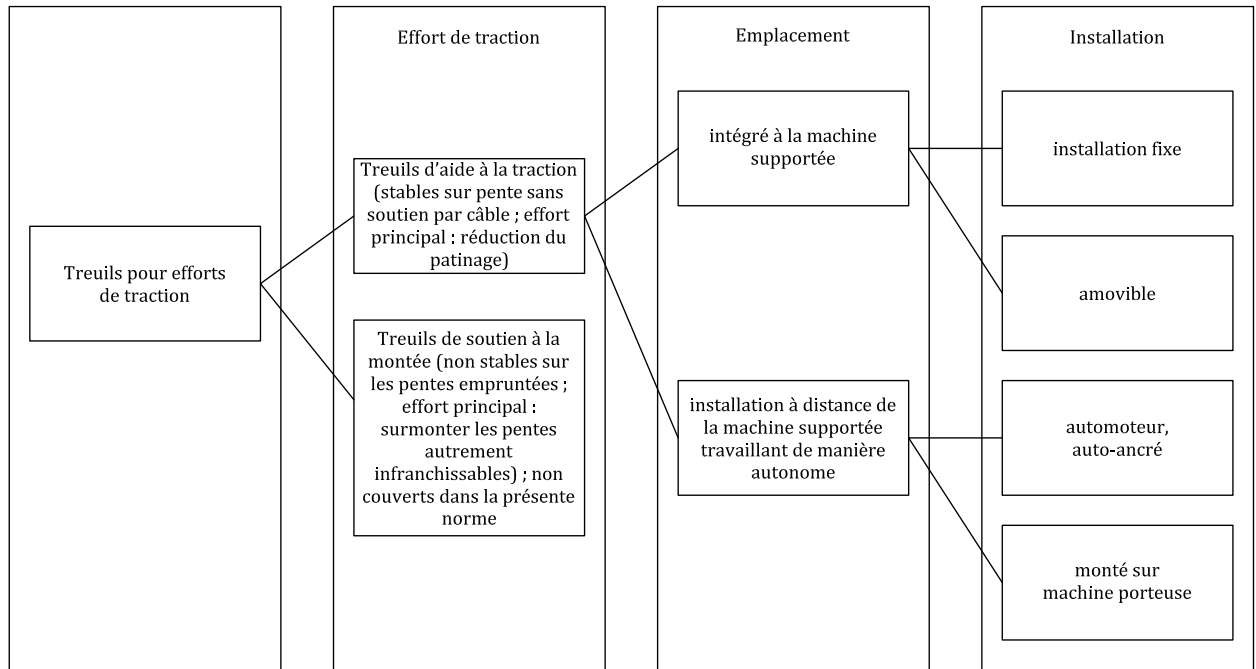 Treuils pour efforts
de traction
Effort de traction
Treuils d'aide à la traction
(stables sur pente sans
soutien par câble ; effort
principal : réduction du
patinage)
Treuils de soutien à la
montée (non stables sur
les pentes empruntées ;
effort principal :
surmonter les pentes
autrement
infranchissables) ; non
couverts dans la présente
norme
Emplacement
intégré à la machine
supportée
installation à distance de
la machine supportée
travaillant de manière
autonome
Installation
installation fixe
amovible
automoteur,
auto-ancré
monté sur
machine porteuse